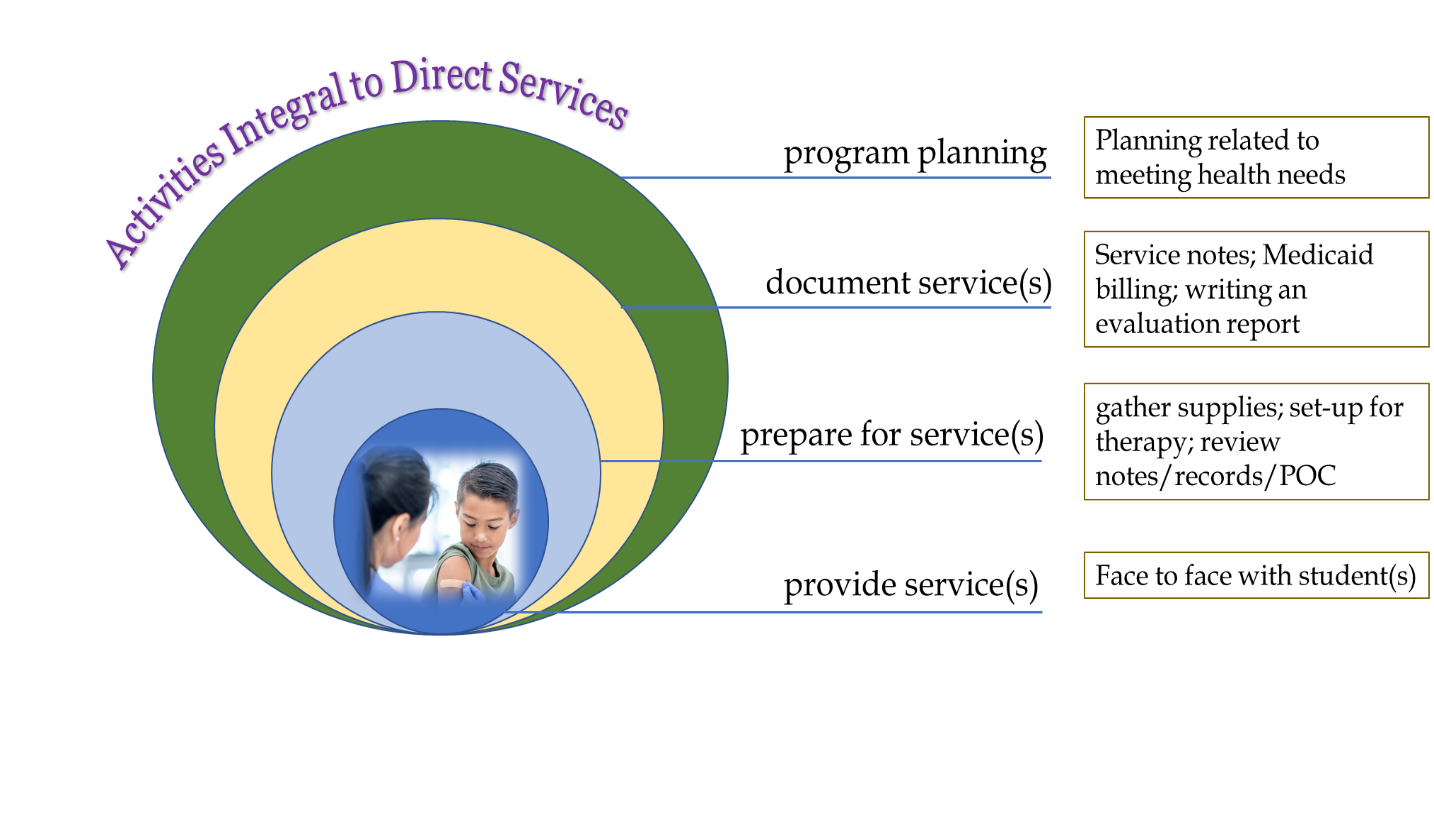 Activities Integral to Direct Services
program planning
Planning related to
meeting health needs
document service(s)
Service notes; Medicaid
billing; writing an
evaluation report
prepare for service(s)
gather supplies; set-up for
therapy; review
notes/records/POC
provide service(s)
Face to face with student(s)